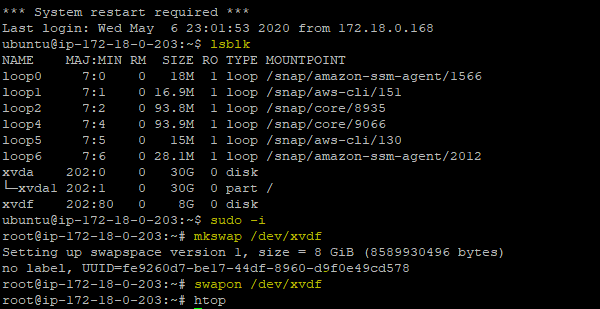 *** System restart required ***
Last login: Wed May  6 23:01:53 2020 from 172.18.0.168
ubuntu@ip-172-18-0-203:~$ lsblk
NAME    MAJ:MIN RM  SIZE RO TYPE MOUNTPOINT
loop0     7:0    0   18M  1 loop /snap/amazon-ssm-agent/1566
loop1     7:1    0 16.9M  1 loop /snap/aws-cli/151
loop2     7:2    0 93.8M  1 loop /snap/core/8935
loop4     7:4    0 93.9M  1 loop /snap/core/9066
loop5     7:5    0   15M  1 loop /snap/aws-cli/130
loop6     7:6    0 28.1M  1 loop /snap/amazon-ssm-agent/2012
xvda    202:0    0   30G  0 disk
└─xvda1 202:1    0   30G  0 part /
xvdf    202:80   0    8G  0 disk
ubuntu@ip-172-18-0-203:~$ sudo -i
root@ip-172-18-0-203:~# mkswap /dev/xvdf
Setting up swapspace version 1, size = 8 GiB (8589930496 bytes)
no label, UUID=fe9260d7-be17-44df-8960-d9f0e49cd578
root@ip-172-18-0-203:~# swapon /dev/xvdf
root@ip-172-18-0-203:~# htop